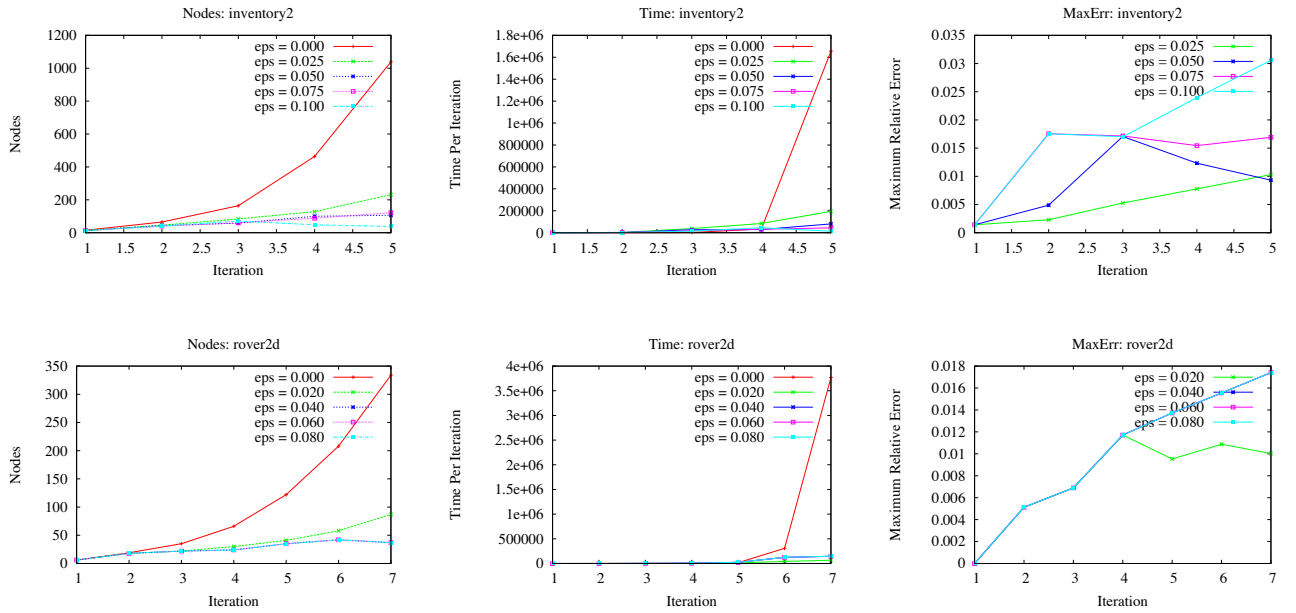 Nodes: inventory2
1200
1000
800
600
400
200
0
Nodes
eps = 0.000
eps = 0.025
eps = 0.050
eps = 0.075
eps = 0.100
1 1.5 2 2.5 3 3.5 4 4.5 5
Iteration
Time: inventory2
1.8e+06
1.6e+06
1.4e+06
1.2e+06
1e+06
800000
600000
400000
200000
0
Time Per Iteration
eps = 0.000
eps = 0.025
eps = 0.050
eps = 0.075
eps = 0.100
1 1.5 2 2.5 3 3.5 4 4.5 5
Iteration
MaxErr: inventory2
0.035
0.03
0.025
0.02
0.015
0.01
0.005
0
Maximum Relative Error
eps = 0.025
eps = 0.050
eps = 0.075
eps = 0.100
1 1.5 2 2.5 3 3.5 4 4.5 5
Iteration
Nodes: rover2d
350
300
250
200
150
100
50
0
Nodes
eps = 0.000
eps = 0.020
eps = 0.040
eps = 0.060
eps = 0.080
1 2 3 4 5 6 7
Iteration
Time: rover2d
4e+06
3.5e+06
3e+06
2.5e+06
2e+06
1.5e+06
1e+06
500000
0
Time Per Iteration
eps = 0.000
eps = 0.020
eps = 0.040
eps = 0.060
eps = 0.080
1 2 3 4 5 6 7
Iteration
MaxErr: rover2d
0.018
0.016
0.014
0.012
0.01
0.008
0.006
0.004
0.002
0
Maximum Relative Error
eps = 0.020
eps = 0.040
eps = 0.060
eps = 0.080
1 2 3 4 5 6 7
Iteration